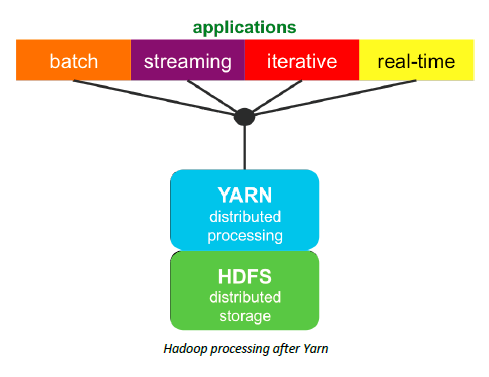 applications
batch streaming iterative real-time
YARN
distributed
processing
HDFS
distributed
storage
Hadoop processing after Yarn